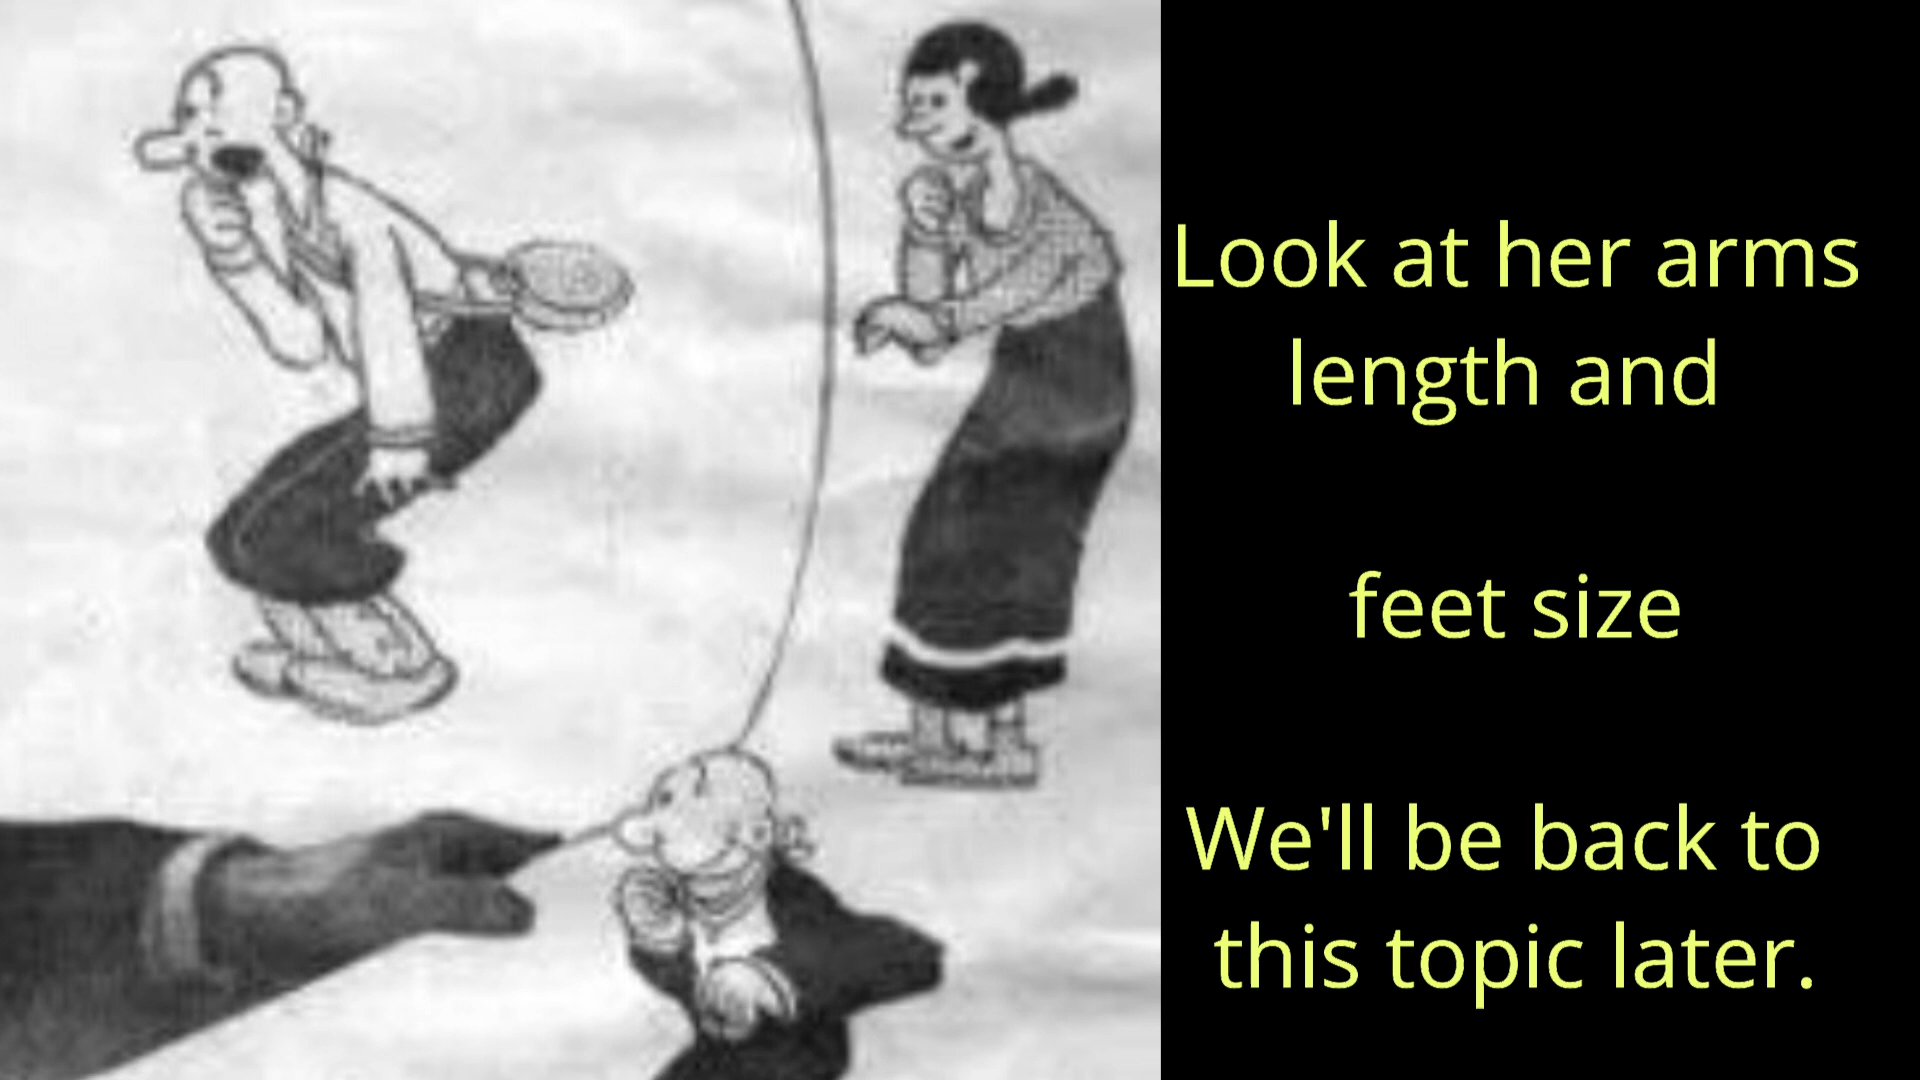 Look at her arms
length and
feet size
We'll be back to
this topic later.